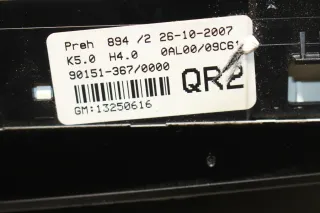 Preh 894 /2 26-10-2007
K5.0 H4.0 0AL00/09C61
90151-367/0000
QR2
GM:13250616